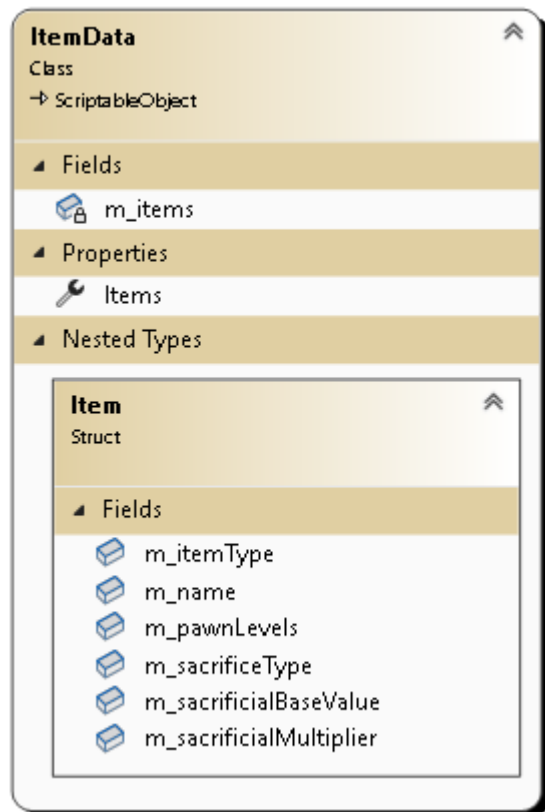 ItemData
Class
ScriptableObject
Fields
m_items
Properties
Items
Nested Types
Item
Struct
Fields
m_itemType
m_name
m_pawnLevels
m_sacrificeType
m_sacrificialBaseValue
m_sacrificialMultiplier